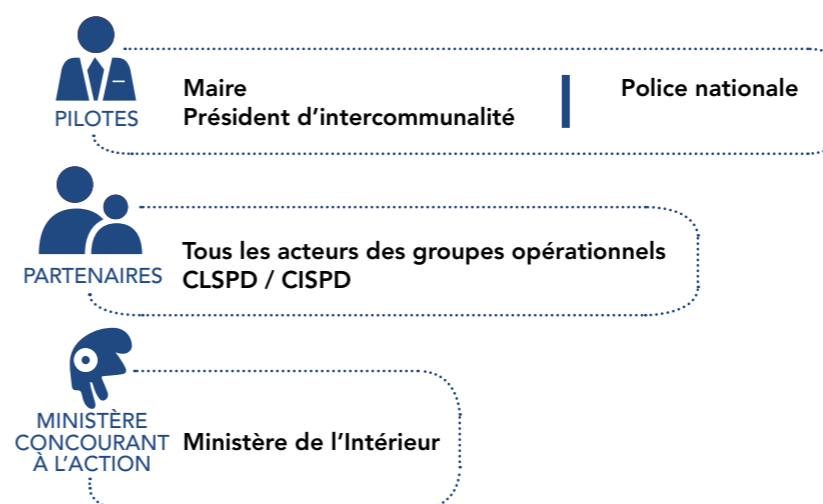 PILOTES
Maire
Président d’intercommunalité
Police nationale
PARTENAIRES
Tous les acteurs des groupes opérationnels
CLSPD / CISPD
MINISTÈRE
CONCOURANT
À L’ACTION
Ministère de l’Intérieur